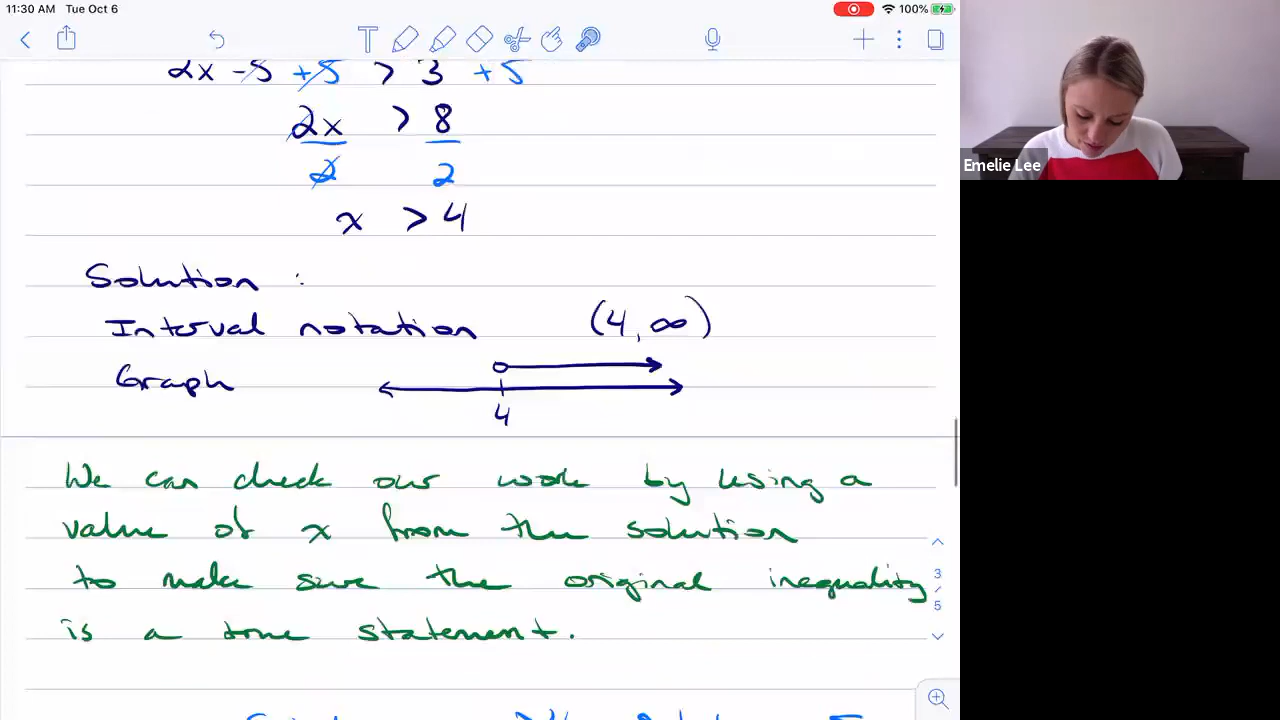 11:30 AM Tue Oct 6
100%
2x - 5 + 5 > 3 + 5
2x > 8
2 2
x > 4
Solution :
Interval notation (4, ∞)
Graph
4
We can check our work by using a
value of x from the solution
to make sure the original inequality
is a true statement.
3
5
Emelie Lee